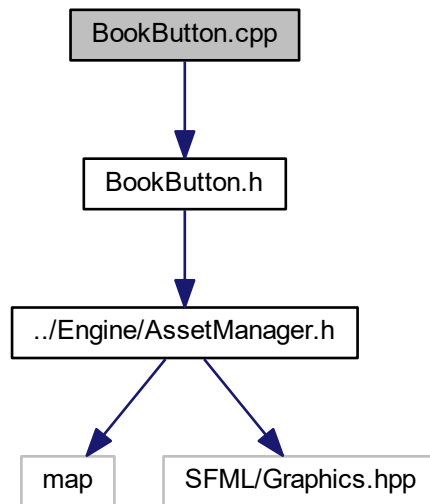 BookButton.cpp
BookButton.h
../Engine/AssetManager.h
map
SFML/Graphics.hpp